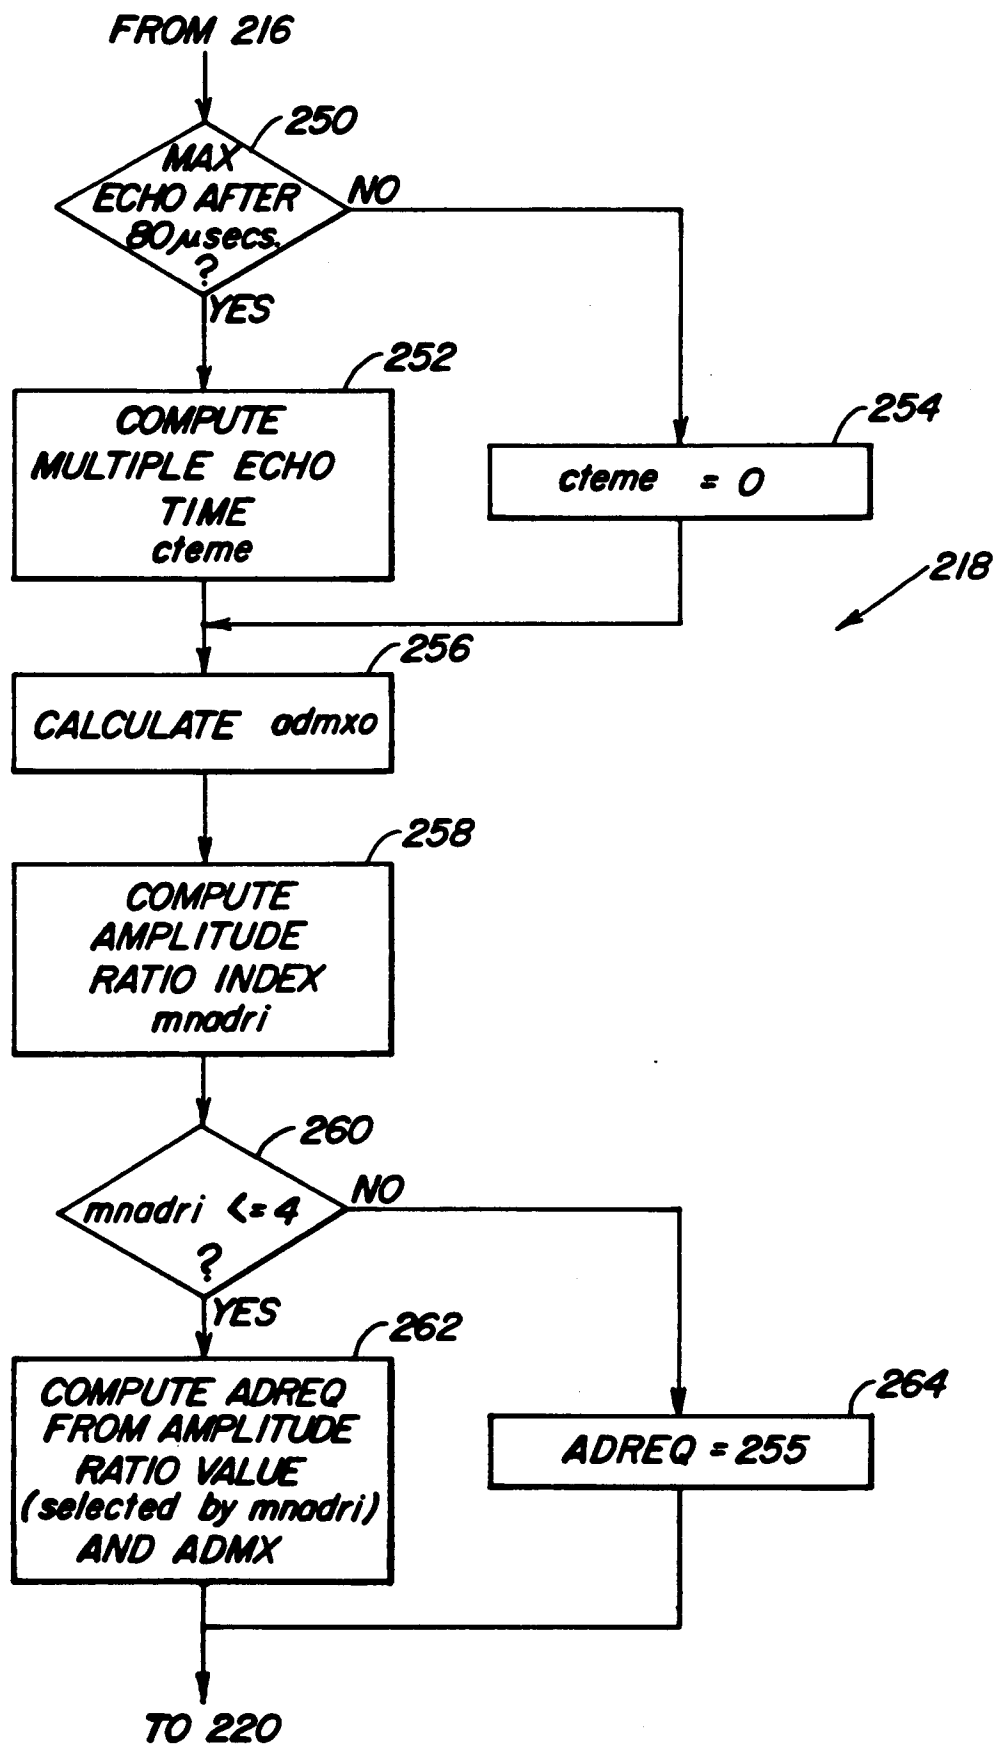 FROM 216
250
MAX
ECHO AFTER
80 μsecs.
?
NO
YES
252
COMPUTE
MULTIPLE ECHO
TIME
cteme
254
cteme = 0
218
256
CALCULATE admxo
258
COMPUTE
AMPLITUDE
RATIO INDEX
mnadri
260
mnadri <= 4
?
NO
YES
262
COMPUTE ADREQ
FROM AMPLITUDE
RATIO VALUE
(selected by mnadri)
AND ADMX
264
ADREQ = 255
TO 220